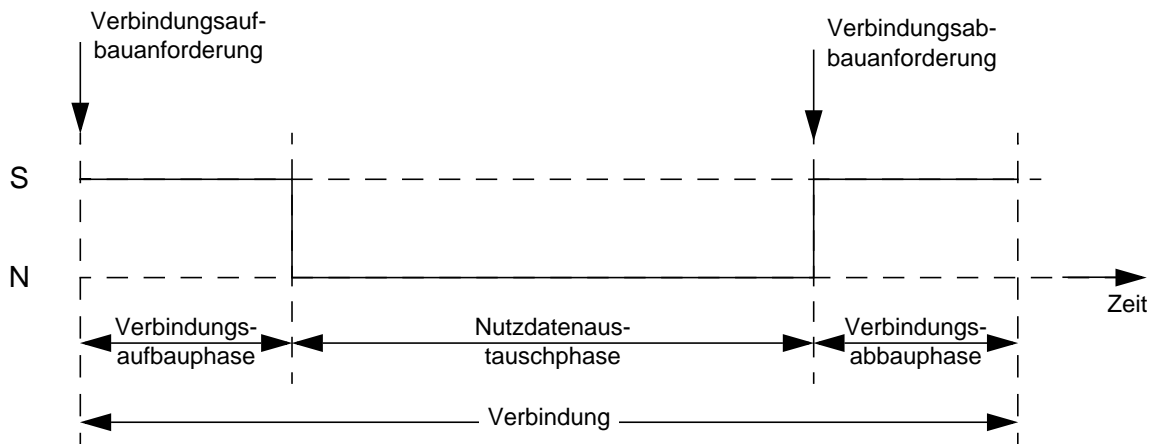 Verbindungsauf-
bauanforderung
Verbindungsab-
bauanforderung
S
N
Zeit
Verbindungs-
aufbauphase
Nutzdatenaus-
tauschphase
Verbindungs-
abbauphase
Verbindung